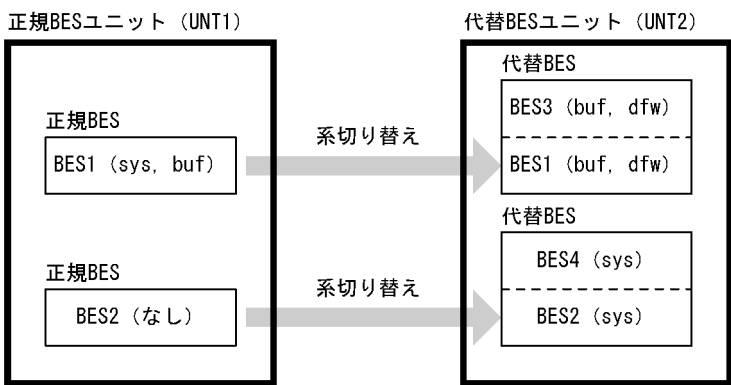 正規BESユニット（UNT1）
代替BESユニット（UNT2）
代替BES
BES3（buf, dfw）
正規BES
系切り替え
BES1（sys, buf）
BES1（buf, dfw）
代替BES
正規BES
系切り替え
BES4（sys）
BES2（なし）
BES2（sys）